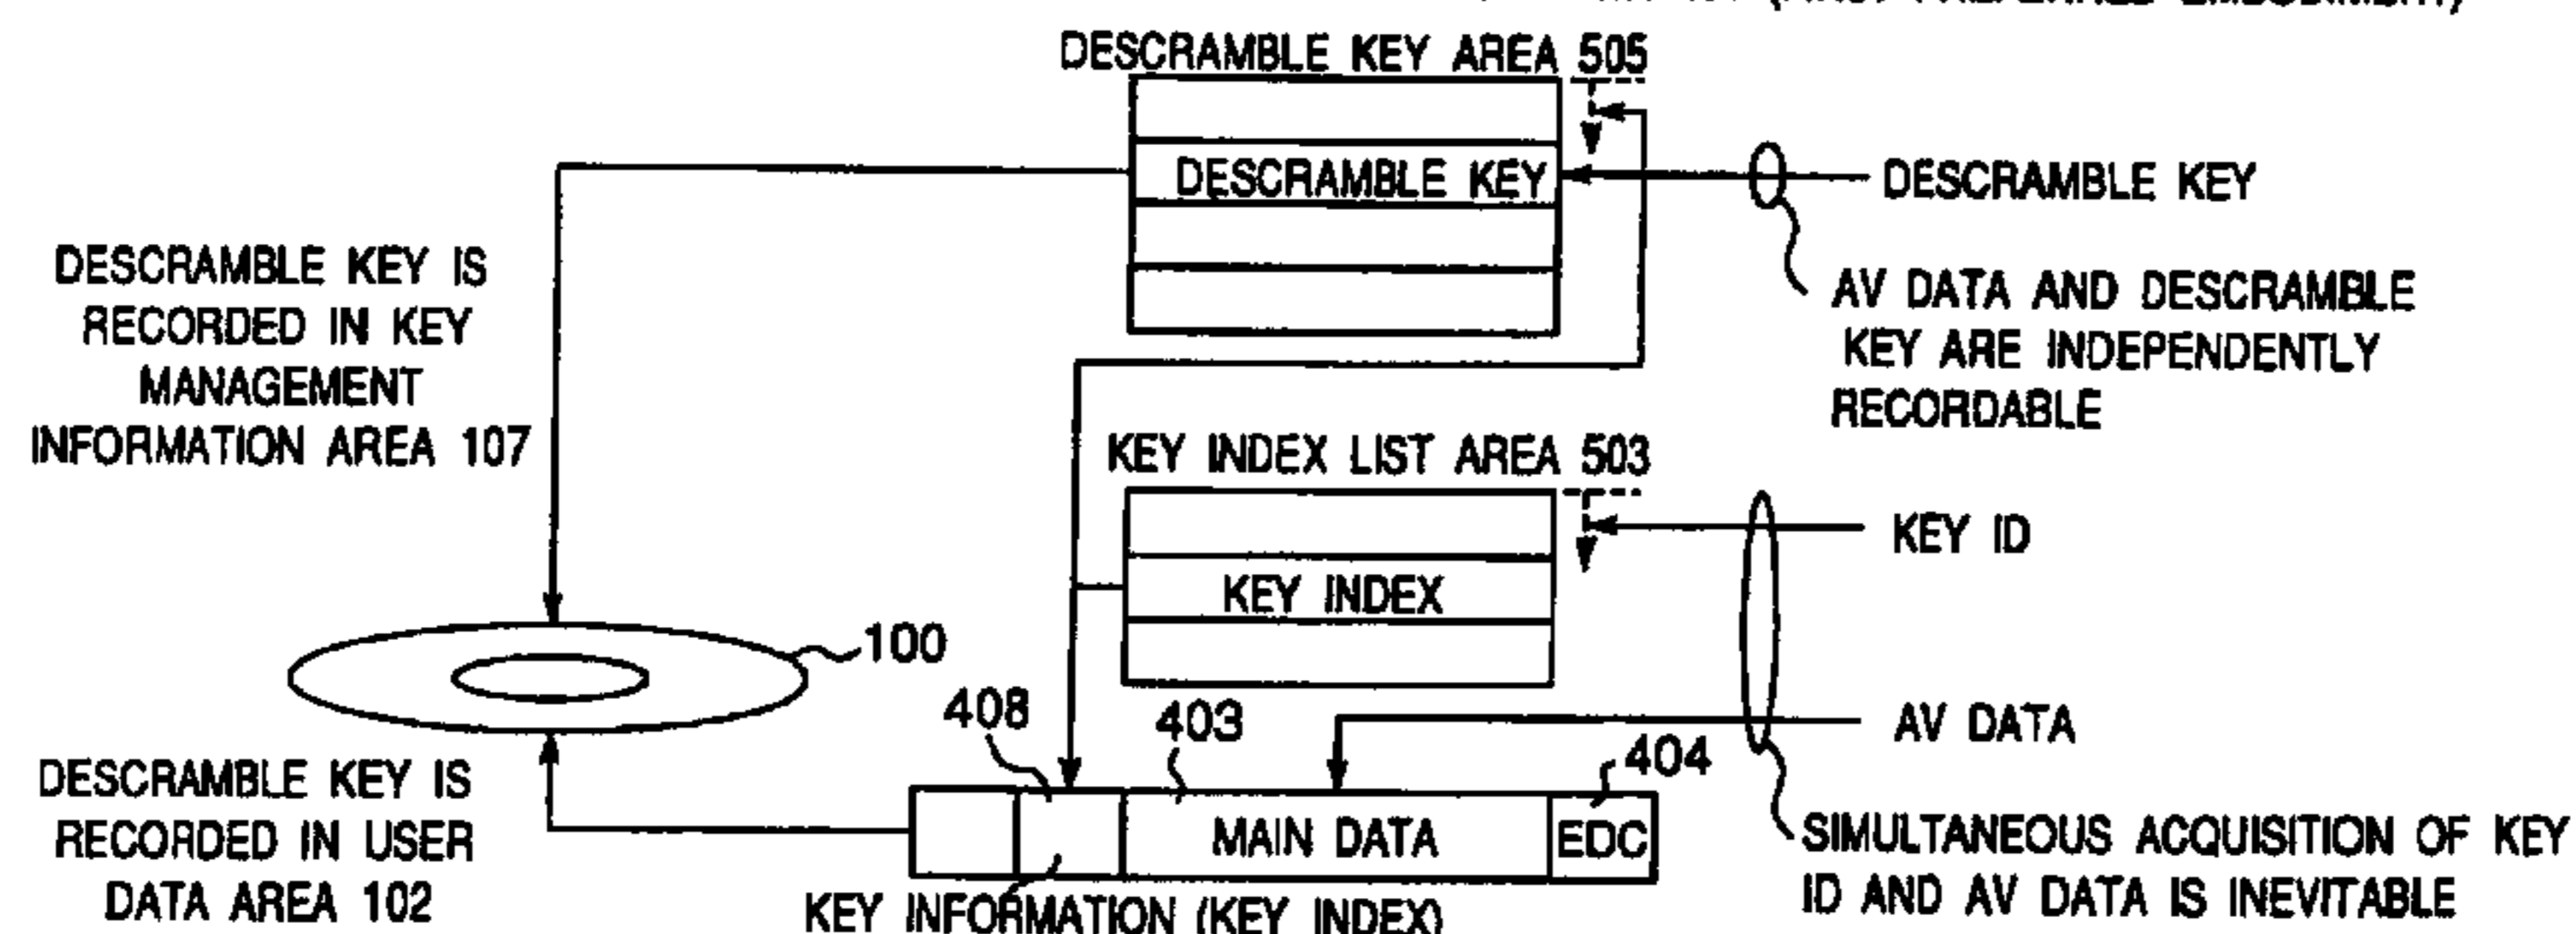 DESCRAMBLE KEY AREA 505
DESCRAMBLE KEY
DESCRAMBLE KEY
DESCRAMBLE KEY IS
RECORDED IN KEY
MANAGEMENT
INFORMATION AREA 107
AV DATA AND DESCRAMBLE
KEY ARE INDEPENDENTLY
RECORDABLE
KEY INDEX LIST AREA 503
KEY ID
KEY INDEX
100
408
403
AV DATA
404
DESCRAMBLE KEY IS
RECORDED IN USER
DATA AREA 102
MAIN DATA
EDC
SIMULTANEOUS ACQUISITION OF KEY
ID AND AV DATA IS INEVITABLE
KEY INFORMATION (KEY INDEX)